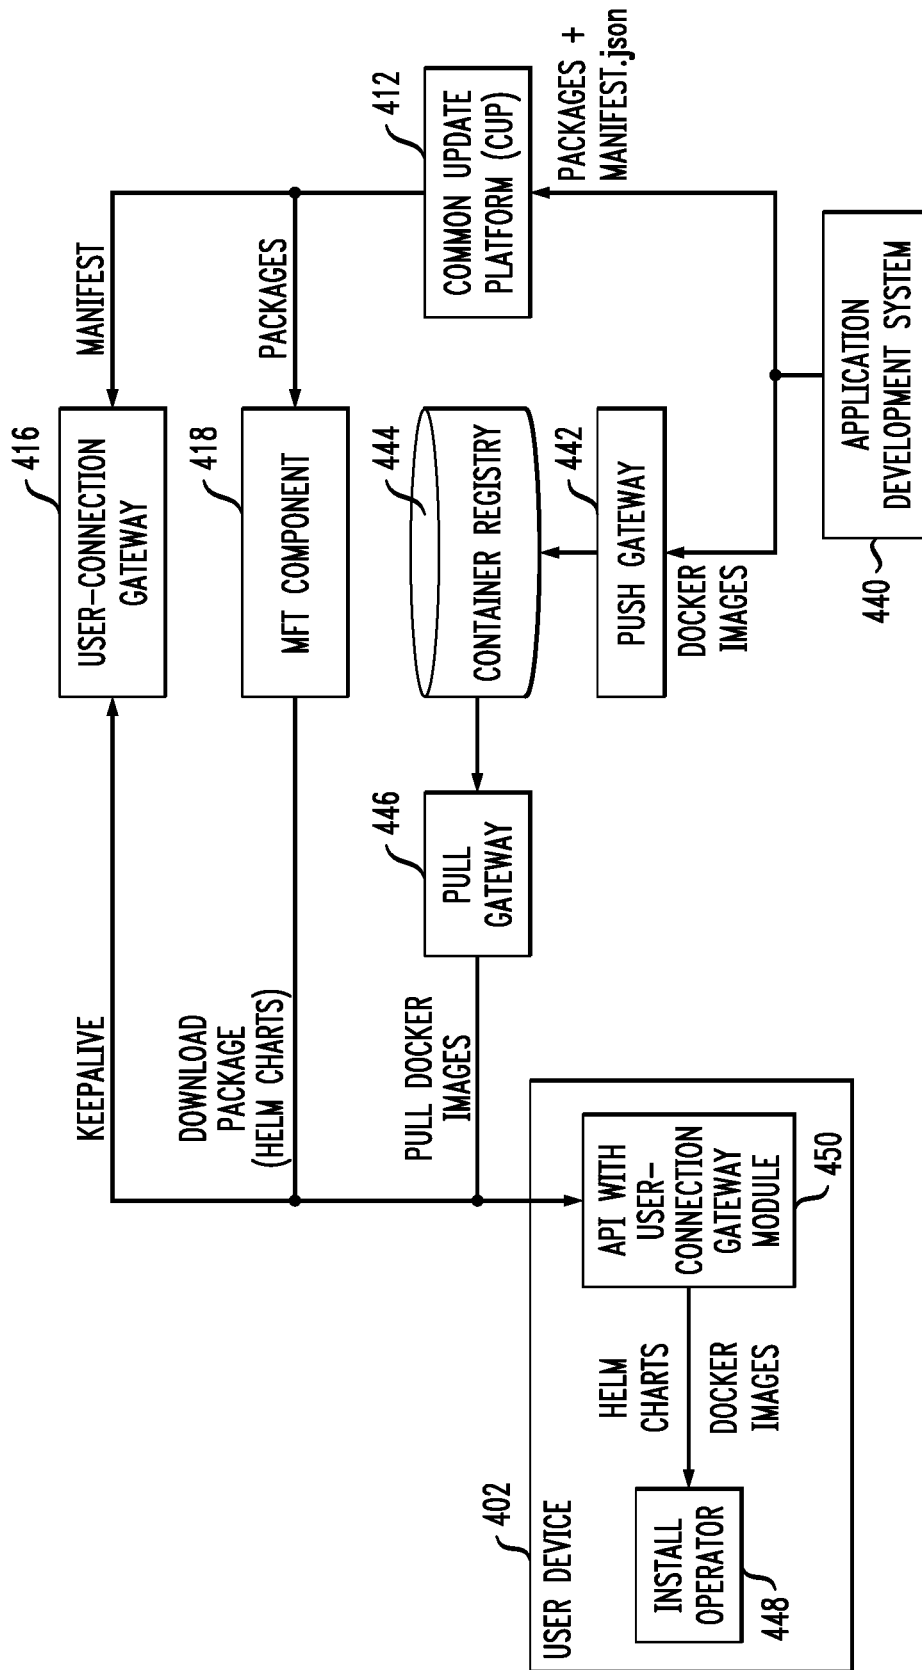 402
USER DEVICE
INSTALL
OPERATOR
448
HELM
CHARTS
DOCKER
IMAGES
API WITH
USER-
CONNECTION
GATEWAY
MODULE
450
KEEPALIVE
DOWNLOAD
PACKAGE
(HELM CHARTS)
PULL DOCKER
IMAGES
446
PULL
GATEWAY
416
USER-CONNECTION
GATEWAY
418
MFT COMPONENT
444
CONTAINER REGISTRY
442
PUSH GATEWAY
DOCKER
IMAGES
MANIFEST
PACKAGES
412
COMMON UPDATE
PLATFORM (CUP)
PACKAGES +
MANIFEST.json
440
APPLICATION
DEVELOPMENT SYSTEM